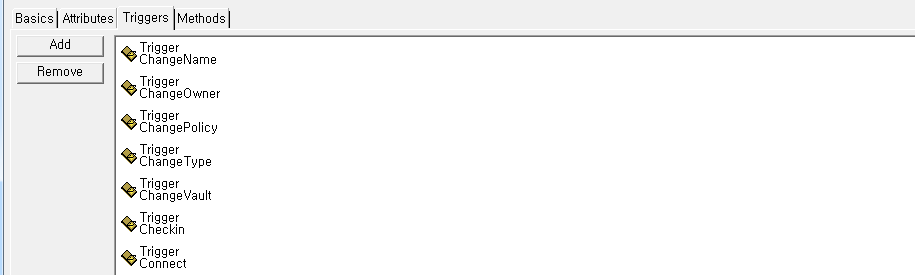 Basics Attributes Triggers Methods
Add
Remove
Trigger
ChangeName
Trigger
ChangeOwner
Trigger
ChangePolicy
Trigger
ChangeType
Trigger
ChangeVault
Trigger
Checkin
Trigger
Connect